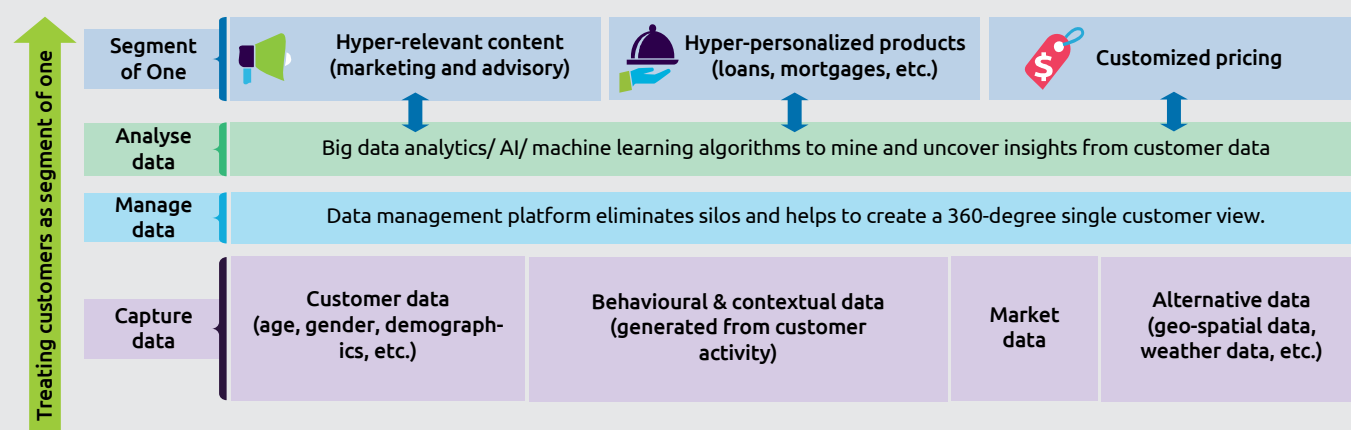 Treating customers as segment of one
Segment
of One
Hyper-relevant content
(marketing and advisory)
Hyper-personalized products
(loans, mortgages, etc.)
$
Customized pricing
Analyse
data
Big data analytics/ AI/ machine learning algorithms to mine and uncover insights from customer data
Manage
data
Data management platform eliminates silos and helps to create a 360-degree single customer view.
Capture
data
Customer data
(age, gender, demograph-
ics, etc.)
Behavioural & contextual data
(generated from customer
activity)
Market
data
Alternative data
(geo-spatial data,
weather data, etc.)